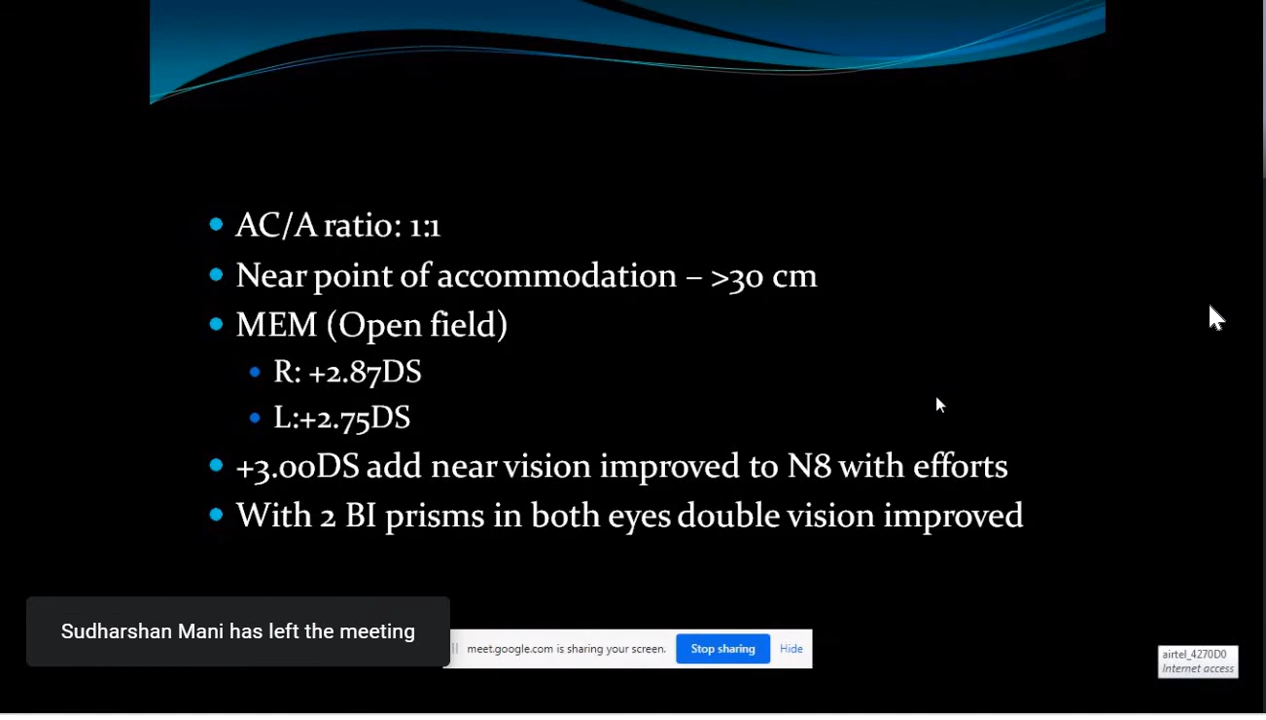 AC/A ratio: 1:1
Near point of accommodation – >30 cm
MEM (Open field)
R: +2.87DS
L:+2.75DS
+3.00DS add near vision improved to N8 with efforts
With 2 BI prisms in both eyes double vision improved
Sudharshan Mani has left the meeting
meet.google.com is sharing your screen.
Stop sharing
Hide
airtel_4270D0
Internet access